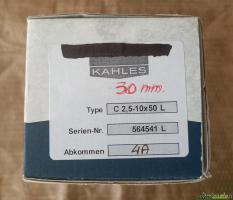 KAHLES
30 mm.
Type C 2,5-10x50 L
Serien-Nr. 564541 L
Abkommen 4A